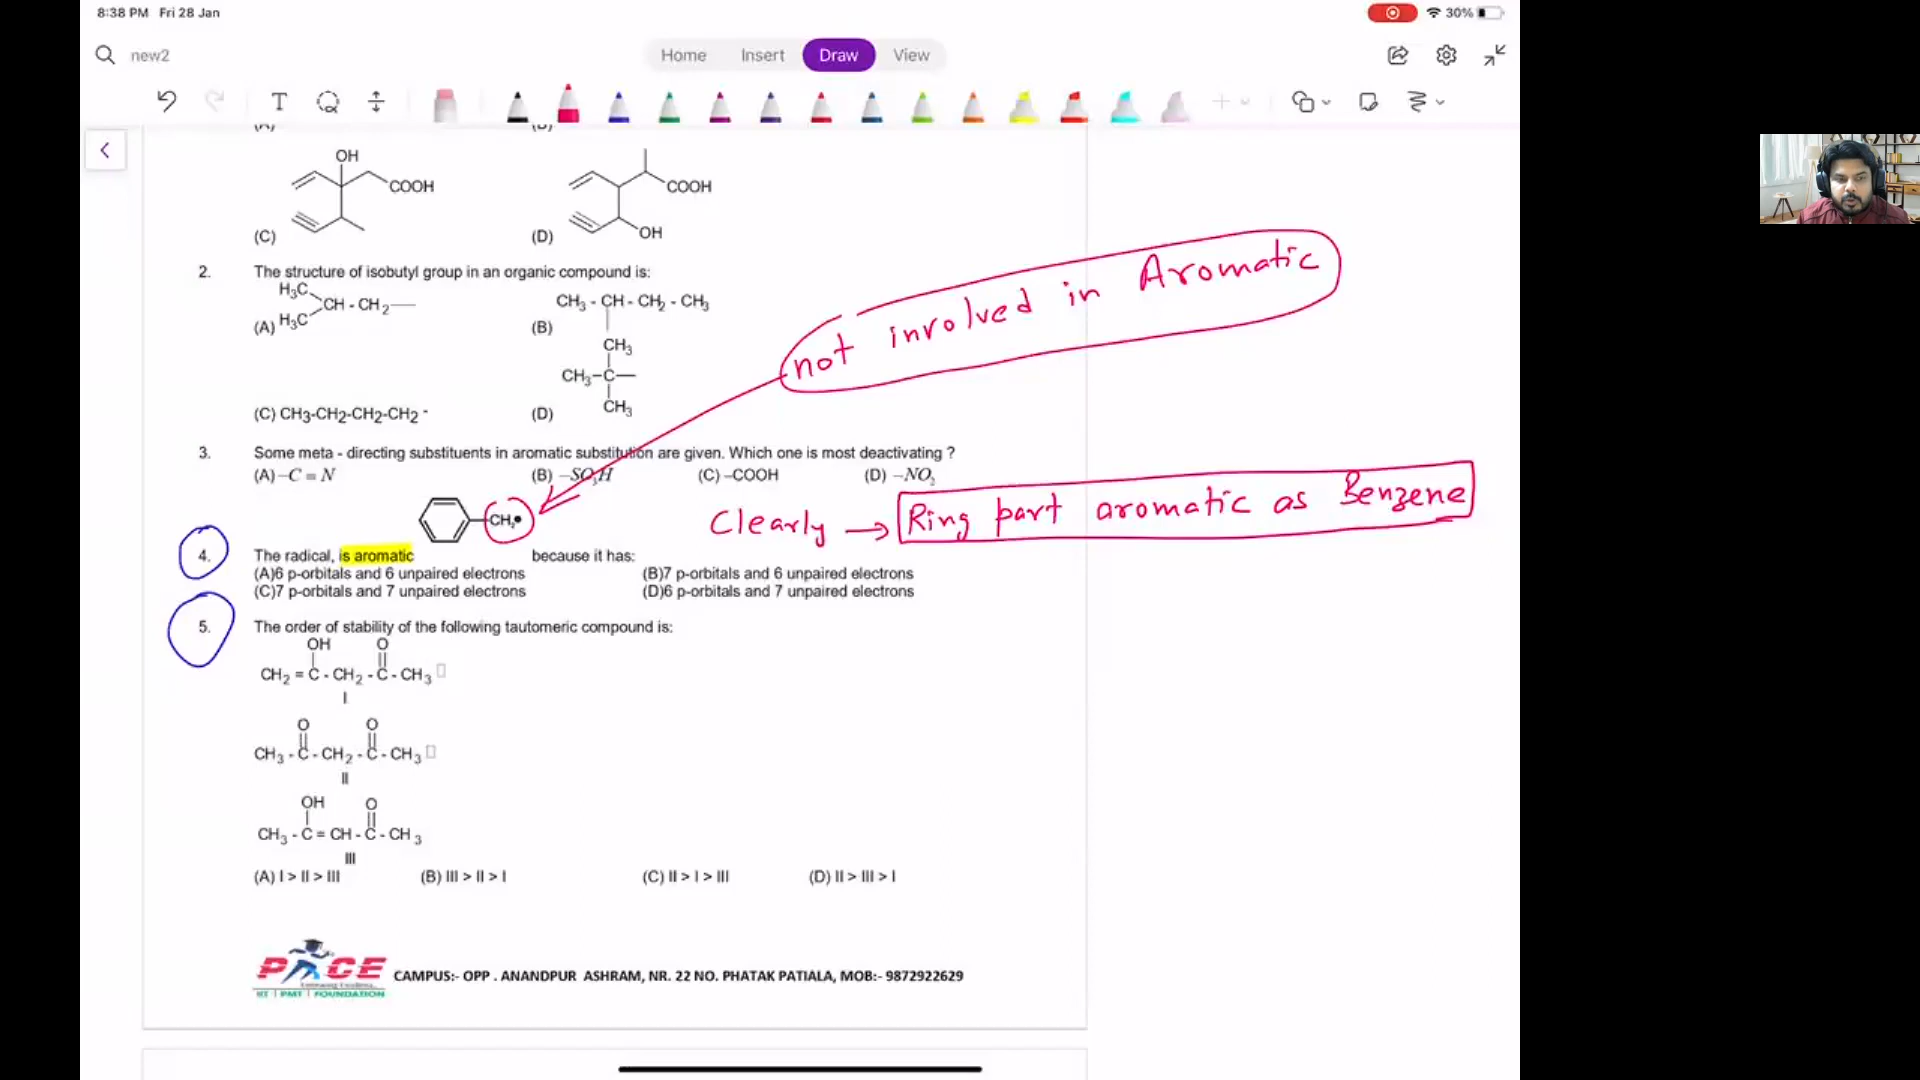 8:38 PM Fri 28 Jan
30%
new2
Home Insert Draw View
OH
COOH
COOH
OH
(C)
(D)
2. The structure of isobutyl group in an organic compound is:
H₃C
CH - CH₂
H₃C
(A)
CH₃ - CH - CH₂ - CH₃
(B)
CH₃
CH₃-C—
CH₃
(C) CH3-CH2-CH2-CH2 -
(D)
not involved in Aromatic
3. Some meta - directing substituents in aromatic substitution are given. Which one is most deactivating ?
(A) –C ≡ N (B) –SO₃H (C) –COOH (D) –NO₂
CH₂•
Clearly → Ring part aromatic as Benzene
4. The radical, is aromatic because it has:
(A)6 p-orbitals and 6 unpaired electrons (B)7 p-orbitals and 6 unpaired electrons
(C)7 p-orbitals and 7 unpaired electrons (D)6 p-orbitals and 7 unpaired electrons
5. The order of stability of the following tautomeric compound is:
OH O
CH₂ = C - CH₂ - C - CH₃
I
O O
CH₃ - C - CH₂ - C - CH₃
II
OH O
CH₃ - C = CH - C - CH₃
III
(A) I > II > III (B) III > II > I (C) II > I > III (D) II > III > I
PACE
IIT | PMT | FOUNDATION
CAMPUS:- OPP . ANANDPUR ASHRAM, NR. 22 NO. PHATAK PATIALA, MOB:- 9872922629